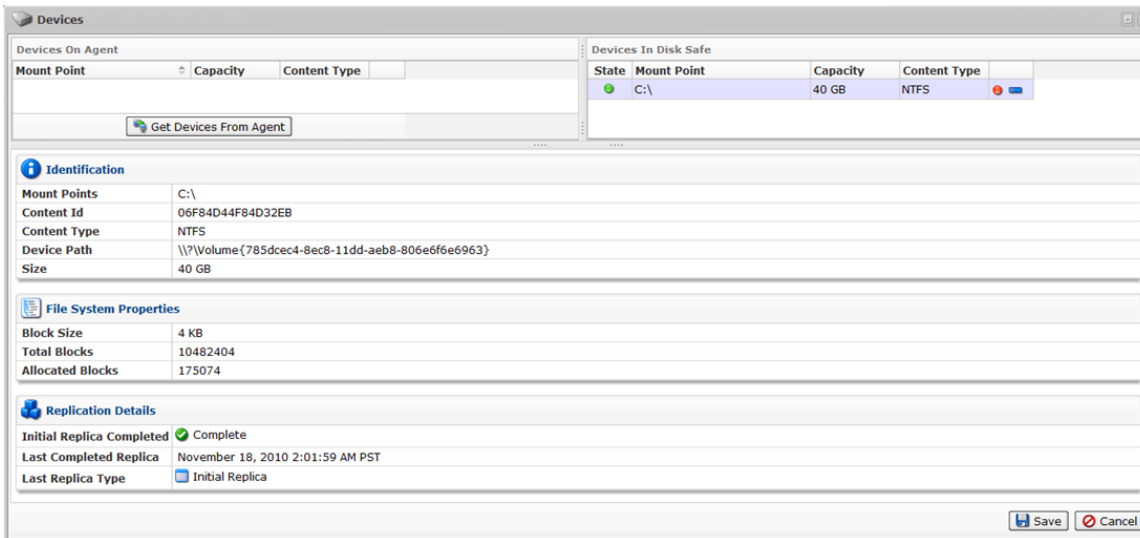 Devices
Devices On Agent
Mount Point Capacity Content Type
Get Devices From Agent
Devices In Disk Safe
State Mount Point Capacity Content Type
C:\ 40 GB NTFS
Identification
Mount Points C:\
Content Id 06F84D44F84D32EB
Content Type NTFS
Device Path \\?\Volume{785dcec4-8ec8-11dd-aeb8-806e6f6e6963}
Size 40 GB
File System Properties
Block Size 4 KB
Total Blocks 10482404
Allocated Blocks 175074
Replication Details
Initial Replica Completed Complete
Last Completed Replica November 18, 2010 2:01:59 AM PST
Last Replica Type Initial Replica
Save Cancel